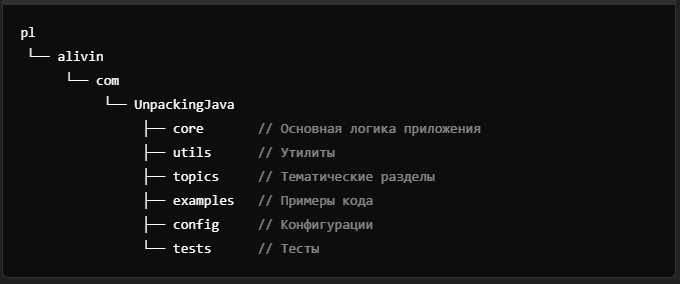 pl
└── alivin
└── com
└── UnpackingJava
├── core // Основная логика приложения
├── utils // Утилиты
├── topics // Тематические разделы
├── examples // Примеры кода
├── config // Конфигурации
└── tests // Тесты